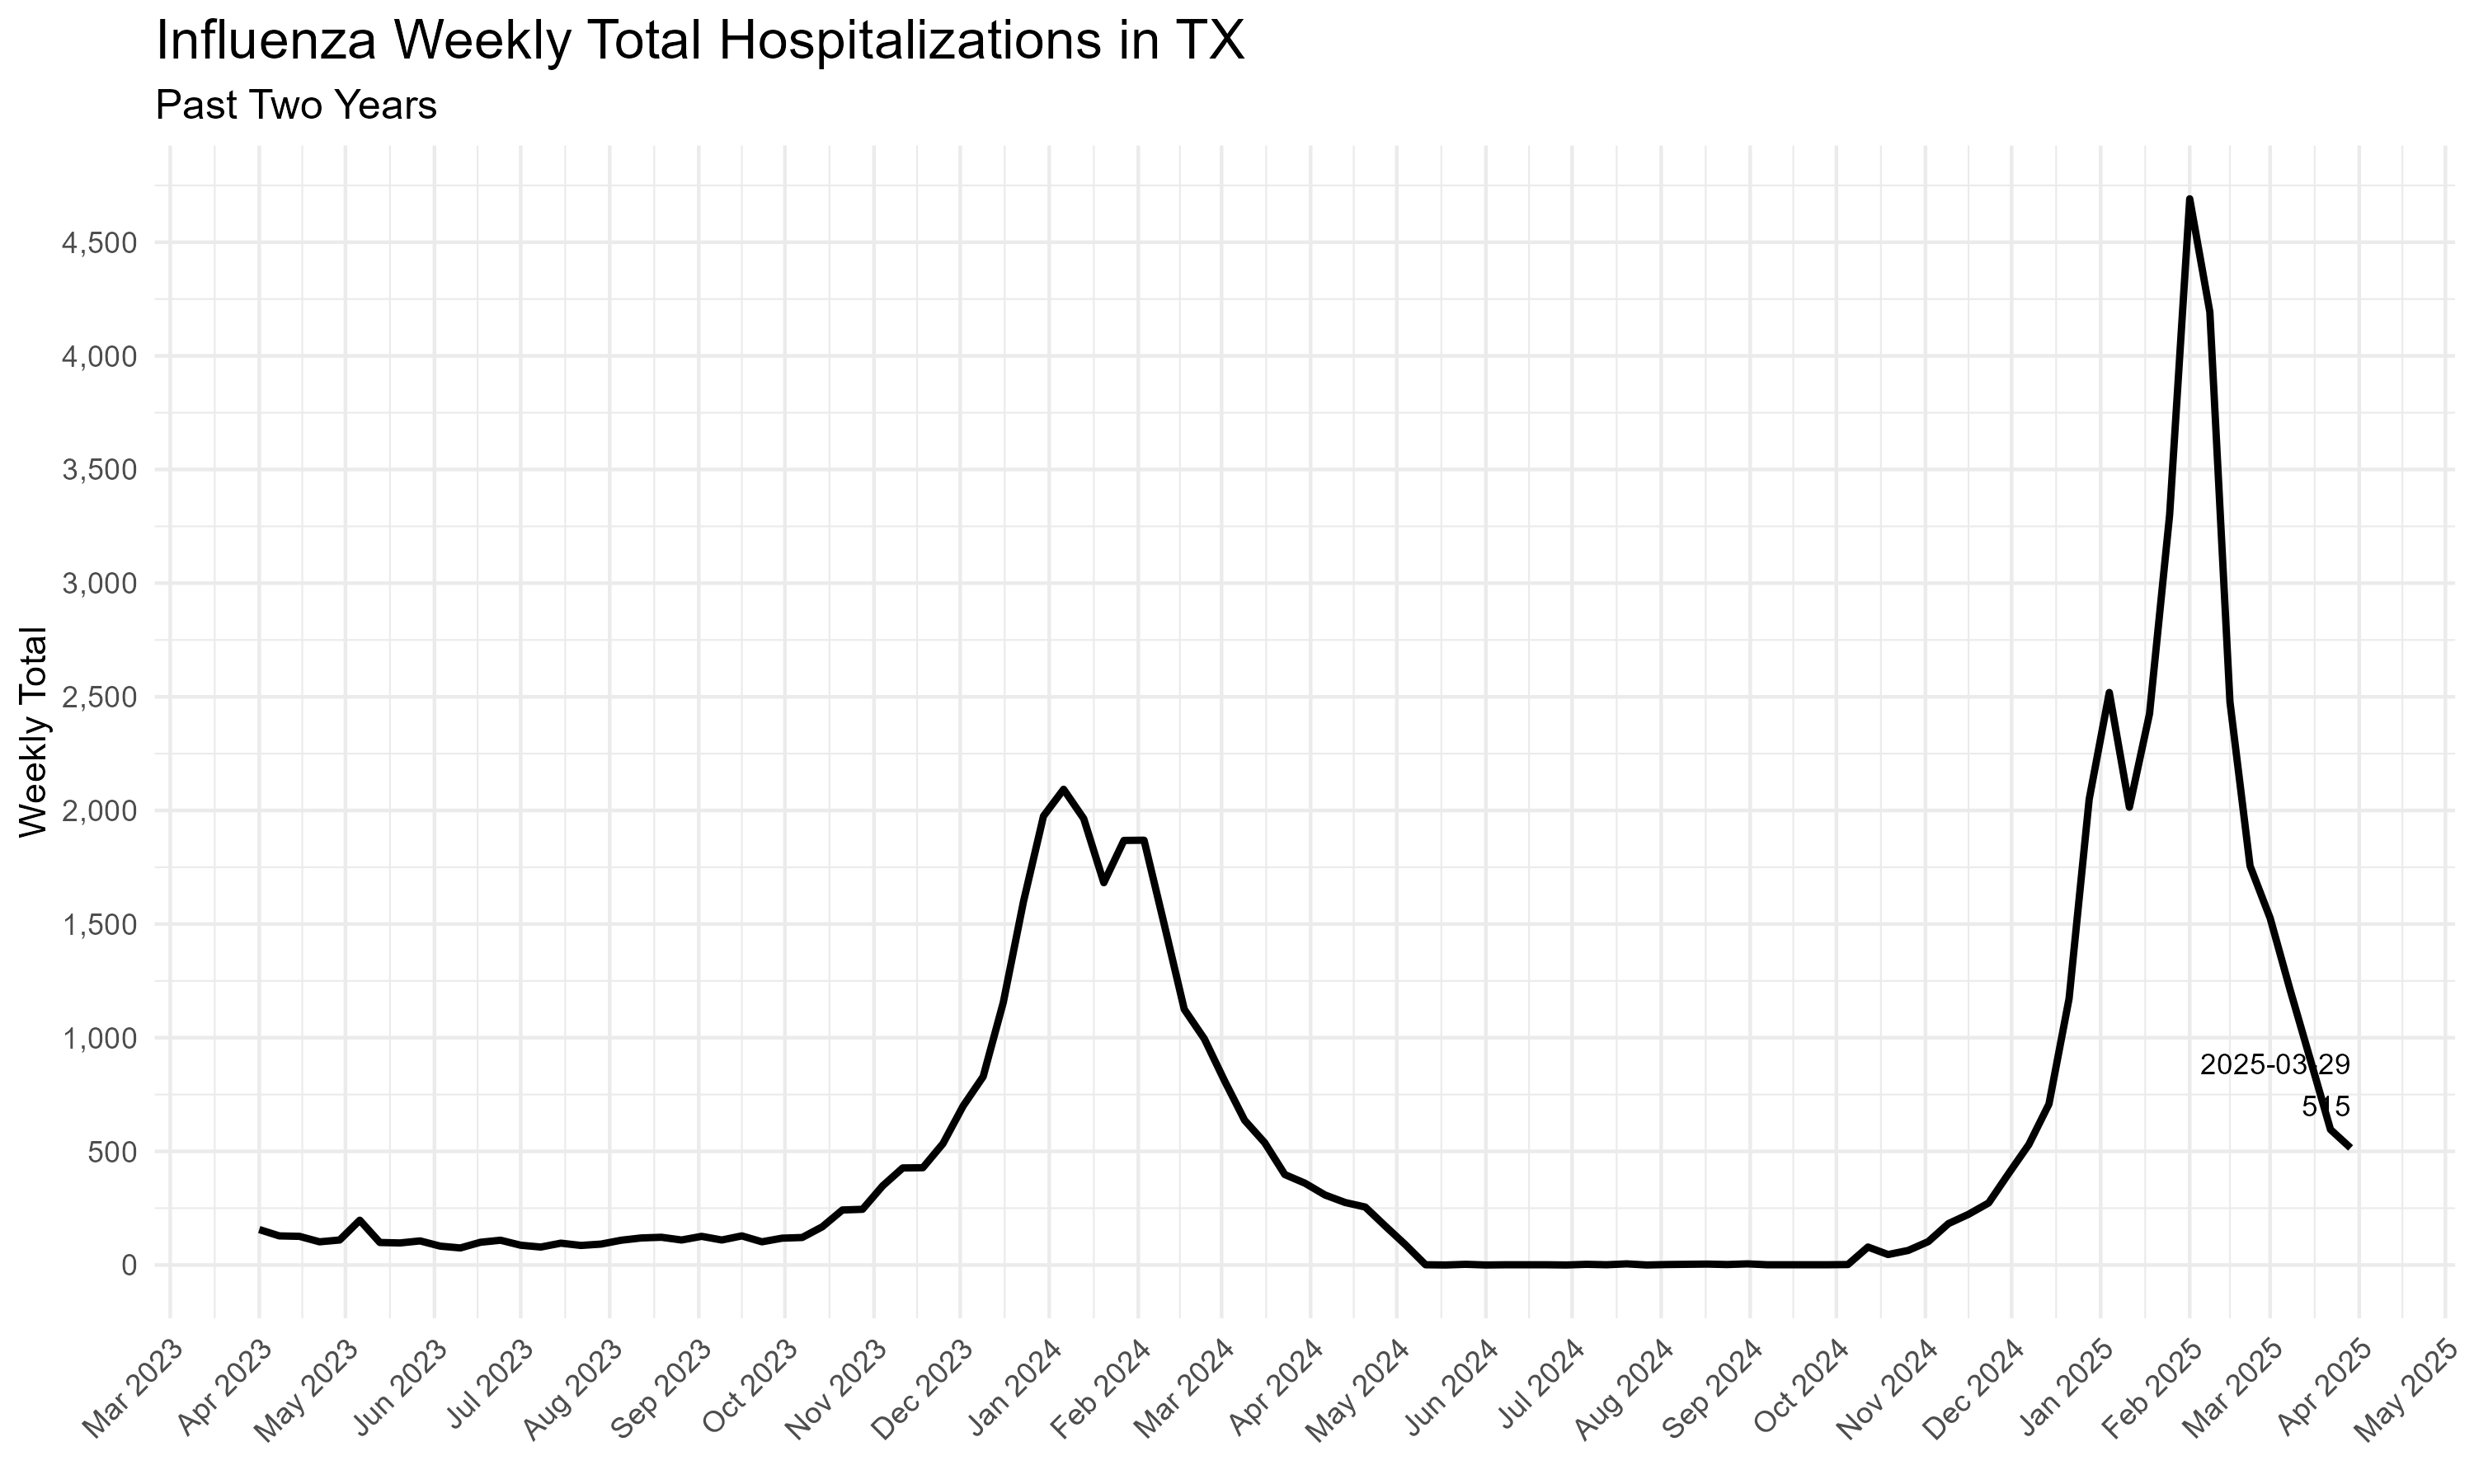 Influenza Weekly Total Hospitalizations in TX
Past Two Years
Weekly Total
4,500
4,000
3,500
3,000
2,500
2,000
1,500
1,000
500
0
2025-03-29
515
Mar 2023
Apr 2023
May 2023
Jun 2023
Jul 2023
Aug 2023
Sep 2023
Oct 2023
Nov 2023
Dec 2023
Jan 2024
Feb 2024
Mar 2024
Apr 2024
May 2024
Jun 2024
Jul 2024
Aug 2024
Sep 2024
Oct 2024
Nov 2024
Dec 2024
Jan 2025
Feb 2025
Mar 2025
Apr 2025
May 2025